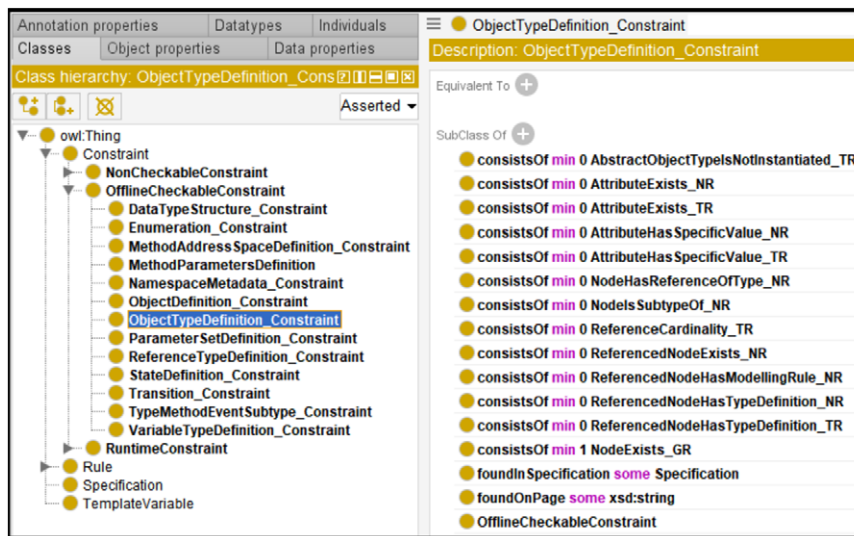 Annotation properties Datatypes Individuals
Classes Object properties Data properties
Class hierarchy: ObjectTypeDefinition_Cons
Asserted
owl:Thing
Constraint
NonCheckableConstraint
OfflineCheckableConstraint
DataTypeStructure_Constraint
Enumeration_Constraint
MethodAddressSpaceDefinition_Constraint
MethodParametersDefinition
NamespaceMetadata_Constraint
ObjectDefinition_Constraint
ObjectTypeDefinition_Constraint
ParameterSetDefinition_Constraint
ReferenceTypeDefinition_Constraint
StateDefinition_Constraint
Transition_Constraint
TypeMethodEventSubtype_Constraint
VariableTypeDefinition_Constraint
RuntimeConstraint
Rule
Specification
TemplateVariable
ObjectTypeDefinition_Constraint
Description: ObjectTypeDefinition_Constraint
Equivalent To
SubClass Of
consistsOf min 0 AbstractObjectTypeIsNotInstantiated_TR
consistsOf min 0 AttributeExists_NR
consistsOf min 0 AttributeExists_TR
consistsOf min 0 AttributeHasSpecificValue_NR
consistsOf min 0 AttributeHasSpecificValue_TR
consistsOf min 0 NodeHasReferenceOfType_NR
consistsOf min 0 NodeIsSubtypeOf_NR
consistsOf min 0 ReferenceCardinality_TR
consistsOf min 0 ReferencedNodeExists_NR
consistsOf min 0 ReferencedNodeHasModellingRule_NR
consistsOf min 0 ReferencedNodeHasTypeDefinition_NR
consistsOf min 0 ReferencedNodeHasTypeDefinition_TR
consistsOf min 1 NodeExists_GR
foundInSpecification some Specification
foundOnPage some xsd:string
OfflineCheckableConstraint